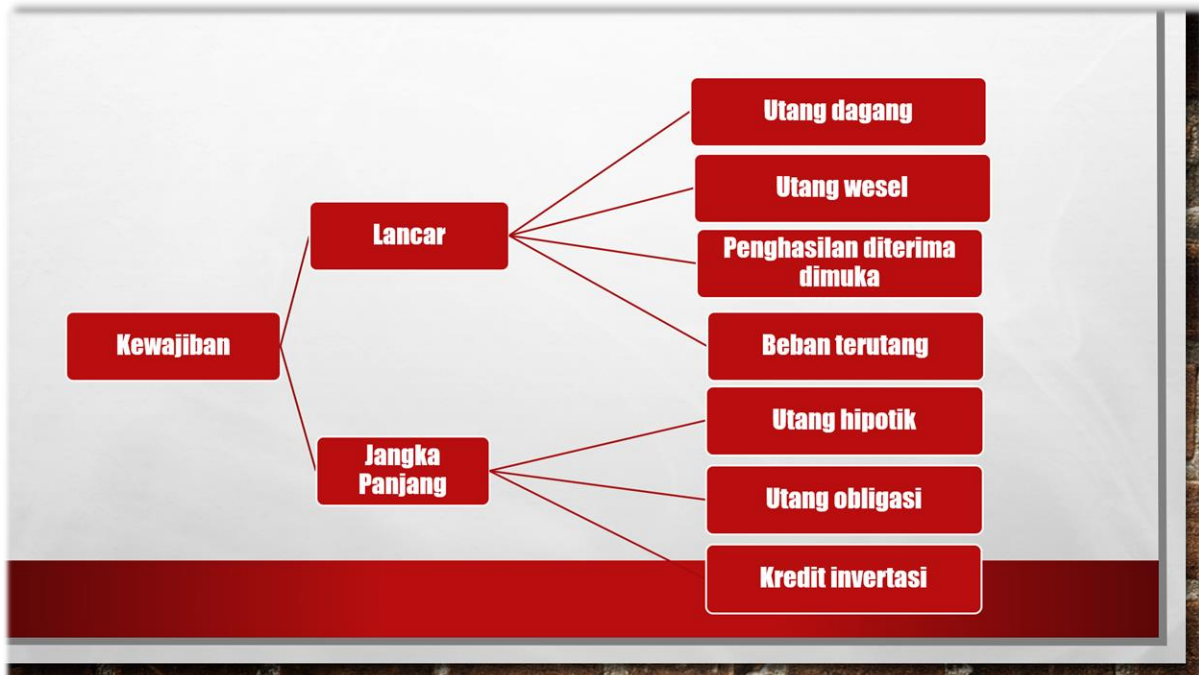 Kewajiban
Lancar
Utang dagang
Utang wesel
Penghasilan diterima
dimuka
Beban terutang
Jangka
Panjang
Utang hipotik
Utang obligasi
Kredit invertasi